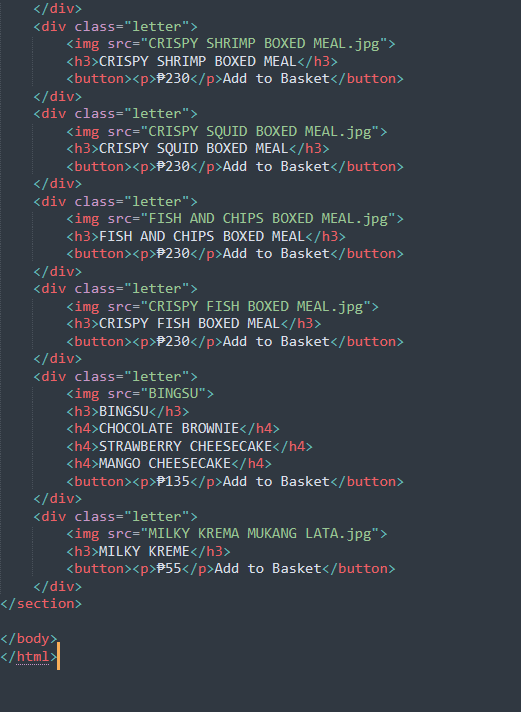 </div>
<div class="letter">
<img src="CRISPY SHRIMP BOXED MEAL.jpg">
<h3>CRISPY SHRIMP BOXED MEAL</h3>
<button><p>₱230</p>Add to Basket</button>
</div>
<div class="letter">
<img src="CRISPY SQUID BOXED MEAL.jpg">
<h3>CRISPY SQUID BOXED MEAL</h3>
<button><p>₱230</p>Add to Basket</button>
</div>
<div class="letter">
<img src="FISH AND CHIPS BOXED MEAL.jpg">
<h3>FISH AND CHIPS BOXED MEAL</h3>
<button><p>₱230</p>Add to Basket</button>
</div>
<div class="letter">
<img src="CRISPY FISH BOXED MEAL.jpg">
<h3>CRISPY FISH BOXED MEAL</h3>
<button><p>₱230</p>Add to Basket</button>
</div>
<div class="letter">
<img src="BINGSU">
<h3>BINGSU</h3>
<h4>CHOCOLATE BROWNIE</h4>
<h4>STRAWBERRY CHEESECAKE</h4>
<h4>MANGO CHEESECAKE</h4>
<button><p>₱135</p>Add to Basket</button>
</div>
<div class="letter">
<img src="MILKY KREMA MUKANG LATA.jpg">
<h3>MILKY KREME</h3>
<button><p>₱55</p>Add to Basket</button>
</div>
</section>
</body>
</html>